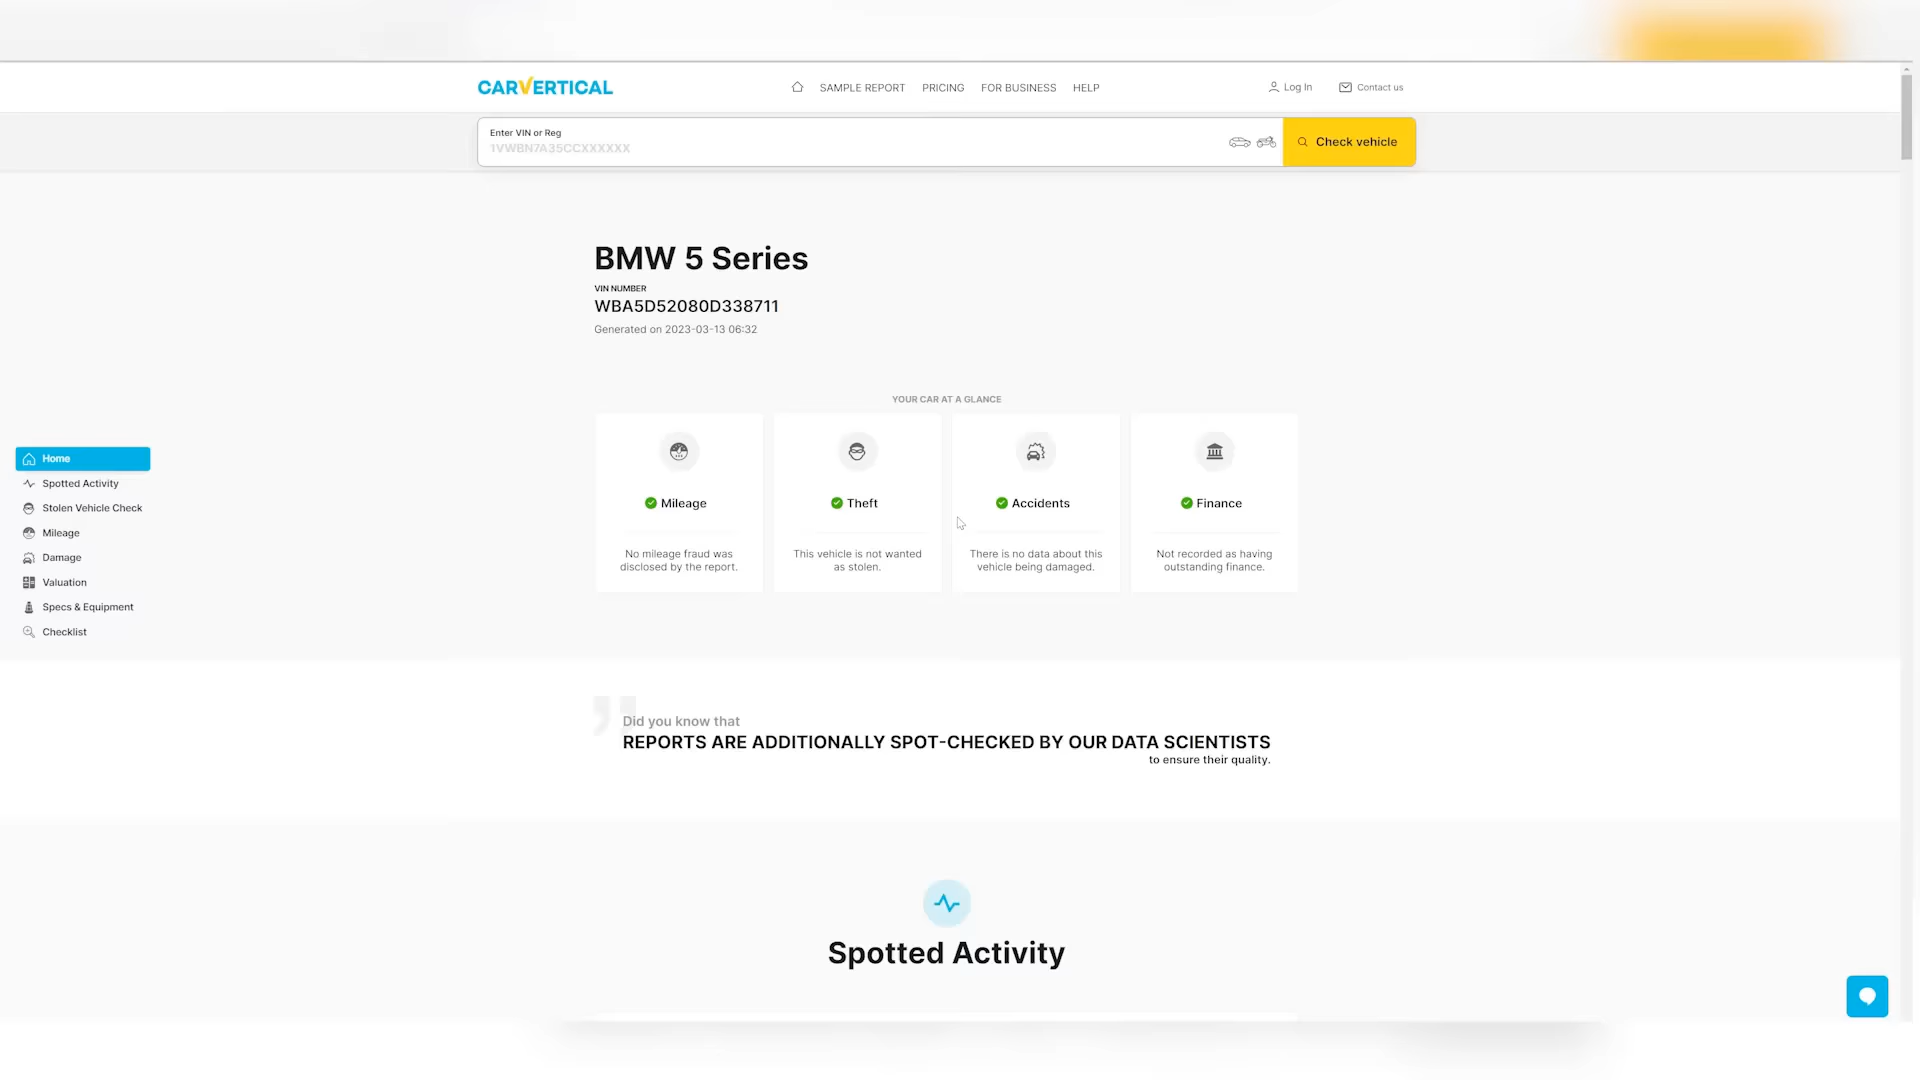 CARVERTICAL
SAMPLE REPORT
PRICING
FOR BUSINESS
HELP
Log In
Contact us
Enter VIN or Reg
1VWBN7A35CCXXXXXX
Check vehicle
BMW 5 Series
VIN NUMBER
WBA5D52080D338711
Generated on 2023-03-13 06:32
YOUR CAR AT A GLANCE
Mileage
No mileage fraud was
disclosed by the report.
Theft
This vehicle is not wanted
as stolen.
Accidents
There is no data about this
vehicle being damaged.
Finance
Not recorded as having
outstanding finance.
Home
Spotted Activity
Stolen Vehicle Check
Mileage
Damage
Valuation
Specs & Equipment
Checklist
Did you know that
REPORTS ARE ADDITIONALLY SPOT-CHECKED BY OUR DATA SCIENTISTS
to ensure their quality.
Spotted Activity